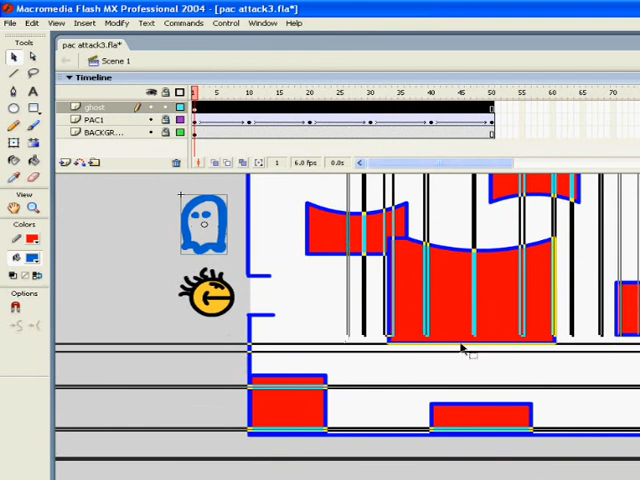 Macromedia Flash MX Professional 2004 - [pac attack3.fla*]
File Edit View Insert Modify Text Commands Control Window Help
Tools
pac attack3.fla*
Scene 1
Timeline
1 5 10 15 20 25 30 35 40 45 50 55 60 65 70
ghost
PAC1
BACKGR...
1 6.0 fps 0.0s
View
Colors
Options